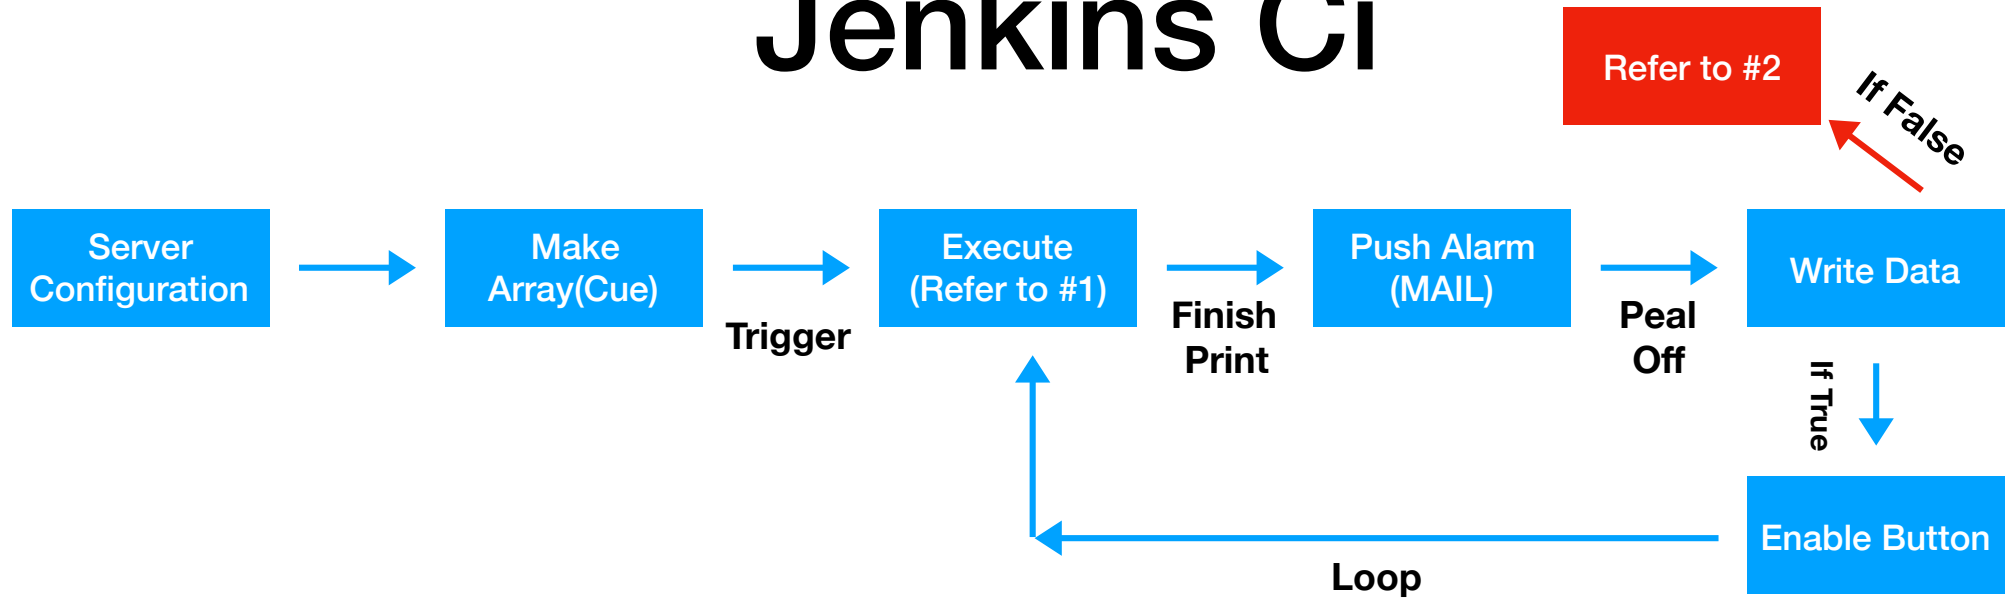 Jenkins Ci
Refer to #2
If False
Server
Configuration
Make
Array(Cue)
Trigger
Execute
(Refer to #1)
Finish
Print
Push Alarm
(MAIL)
Peal
Off
Write Data
If True
Enable Button
Loop